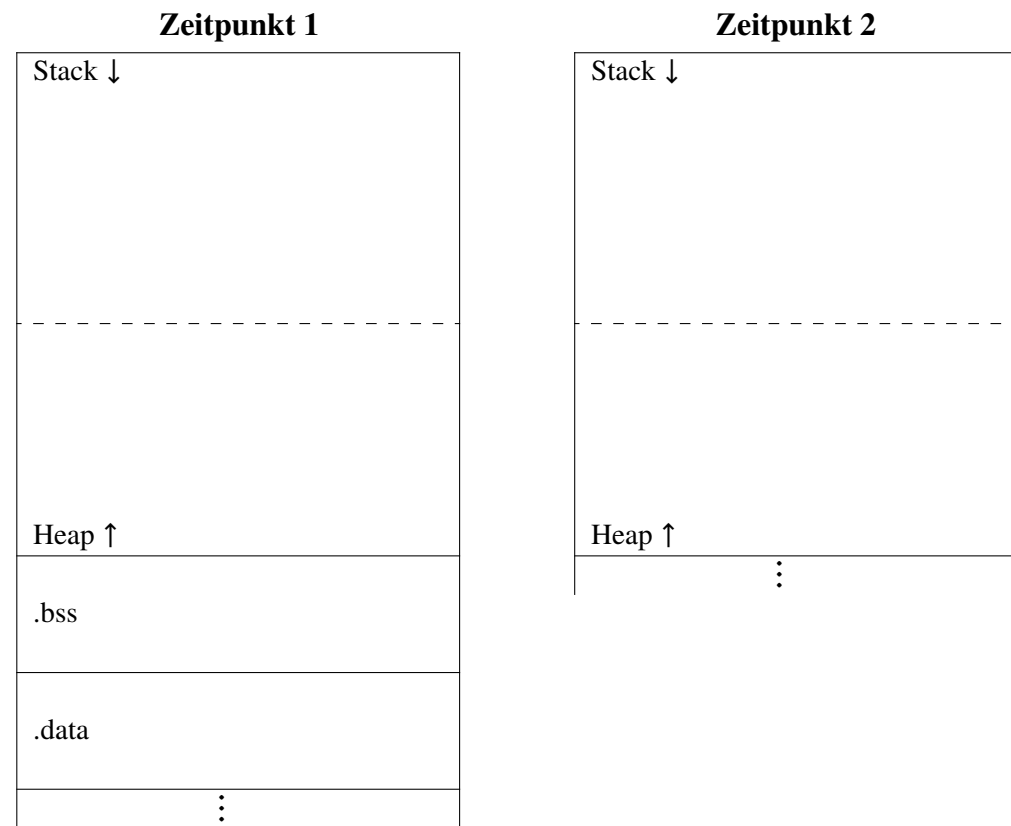 Zeitpunkt 1
Stack ↓
Heap ↑
.bss
.data
⋮
Zeitpunkt 2
Stack ↓
Heap ↑
⋮